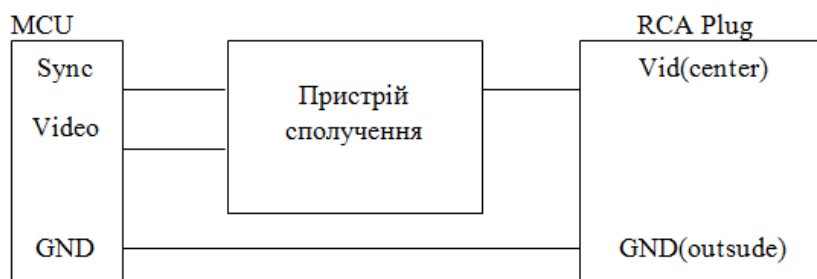 MCU
RCA Plug
Sync
Vid(center)
Пристрій
сполучення
Video
GND
GND(outsude)